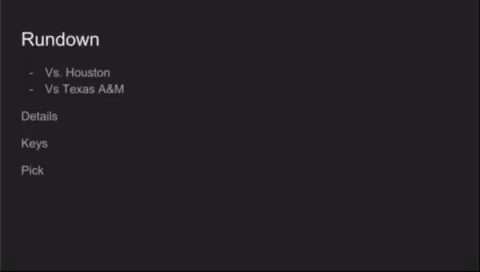 Rundown
- Vs. Houston
- Vs Texas A&M
Details
Keys
Pick